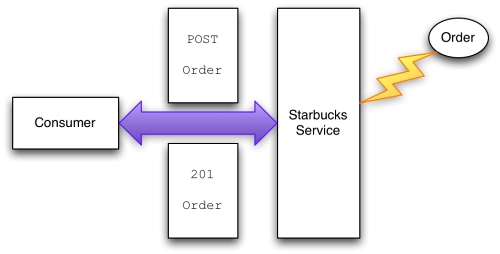 POST
Order
Consumer
Starbucks
Service
201
Order
Order